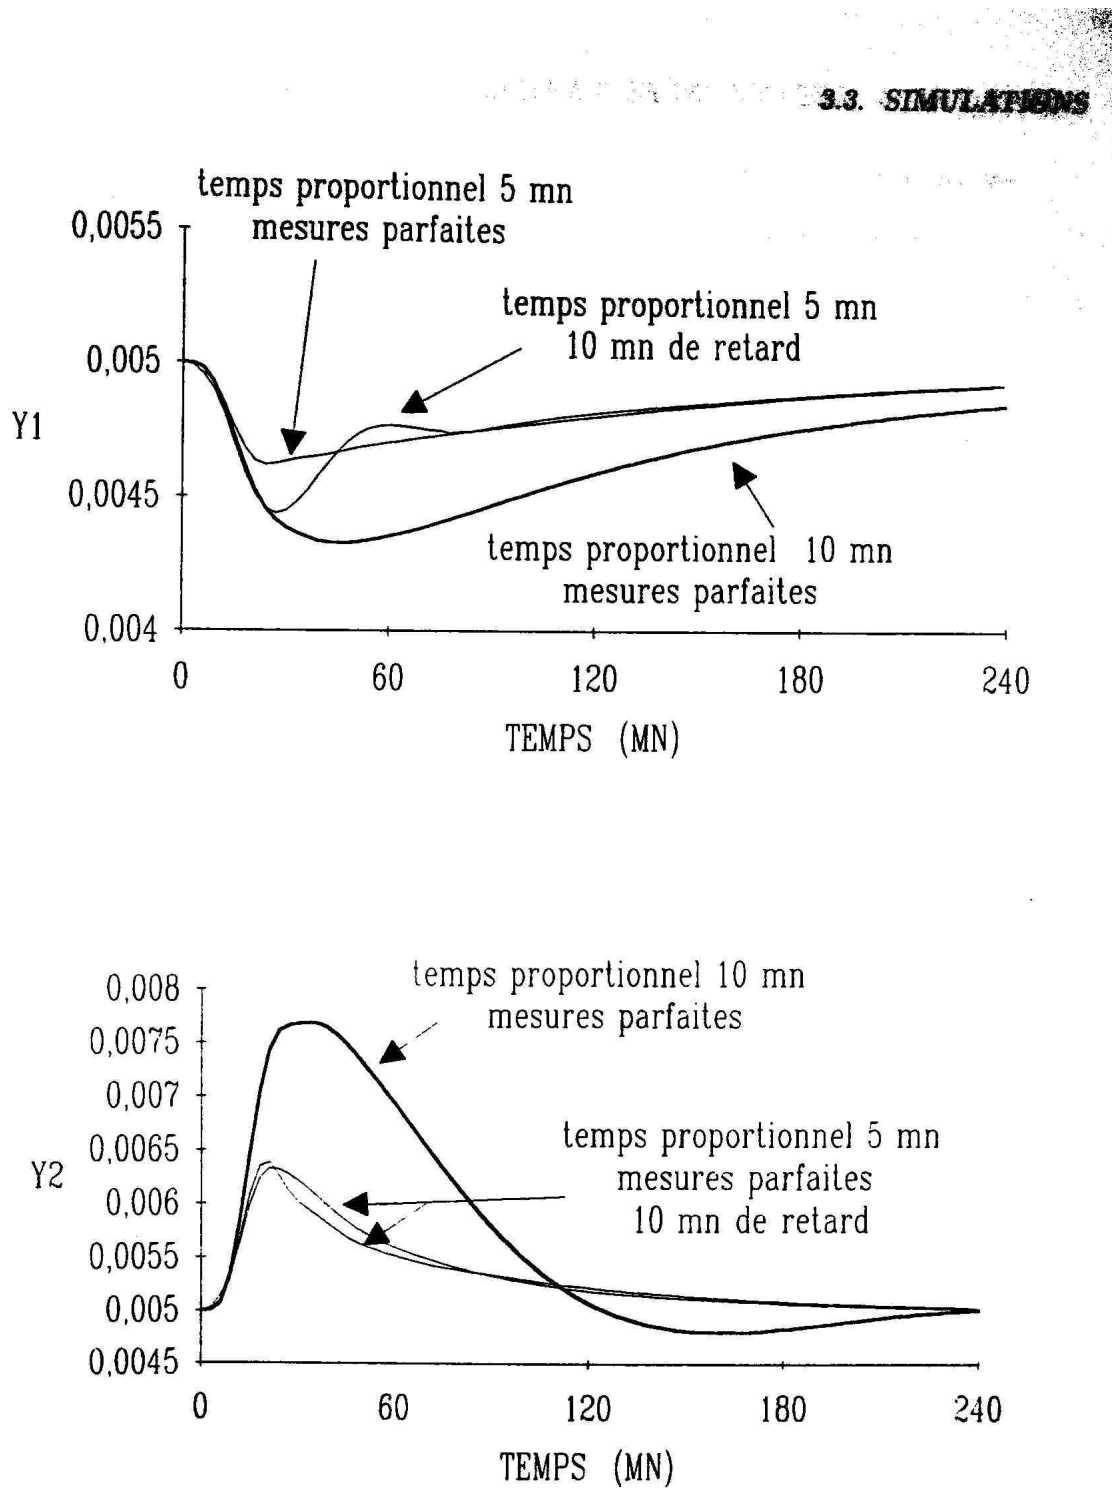 3.3. SIMULATIONS
temps proportionnel 5 mn
mesures parfaites
0,0055
temps proportionnel 5 mn
10 mn de retard
0,005
Y1
0,0045
temps proportionnel 10 mn
mesures parfaites
0,004
0 60 120 180 240
TEMPS (MN)
temps proportionnel 10 mn
mesures parfaites
0,008
0,0075
0,007
temps proportionnel 5 mn
mesures parfaites
10 mn de retard
0,0065
Y2
0,006
0,0055
0,005
0,0045
0 60 120 180 240
TEMPS (MN)